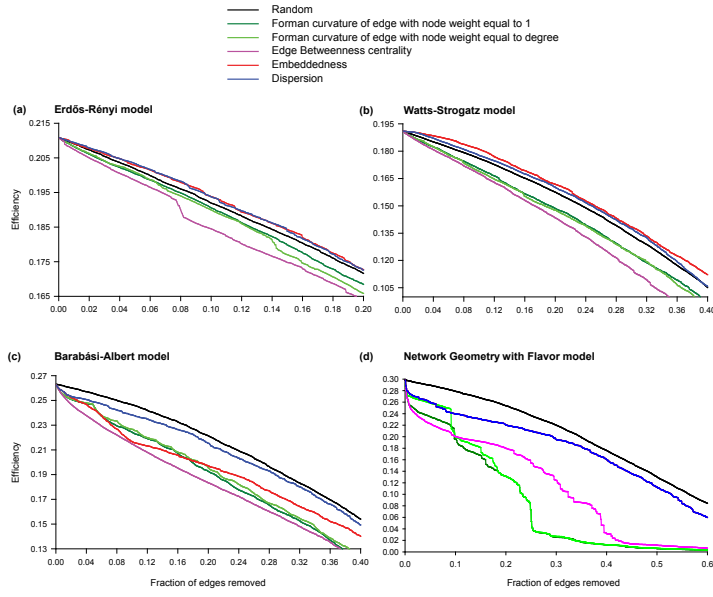 Random
Forman curvature of edge with node weight equal to 1
Forman curvature of edge with node weight equal to degree
Edge Betweenness centrality
Embeddedness
Dispersion
(a) Erdős-Rényi model
0.215
0.205
0.195
0.185
0.175
0.165
Efficiency
0.00 0.02 0.04 0.06 0.08 0.10 0.12 0.14 0.16 0.18 0.20
(b) Watts-Strogatz model
0.195
0.180
0.165
0.150
0.135
0.120
0.105
0.00 0.04 0.08 0.12 0.16 0.20 0.24 0.28 0.32 0.36 0.40
(c) Barabási-Albert model
0.27
0.25
0.23
0.21
0.19
0.17
0.15
0.13
Efficiency
0.00 0.04 0.08 0.12 0.16 0.20 0.24 0.28 0.32 0.36 0.40
Fraction of edges removed
(d) Network Geometry with Flavor model
0.30
0.28
0.26
0.24
0.22
0.20
0.18
0.16
0.14
0.12
0.10
0.08
0.06
0.04
0.02
0.00
0.0 0.1 0.2 0.3 0.4 0.5 0.6
Fraction of edges removed